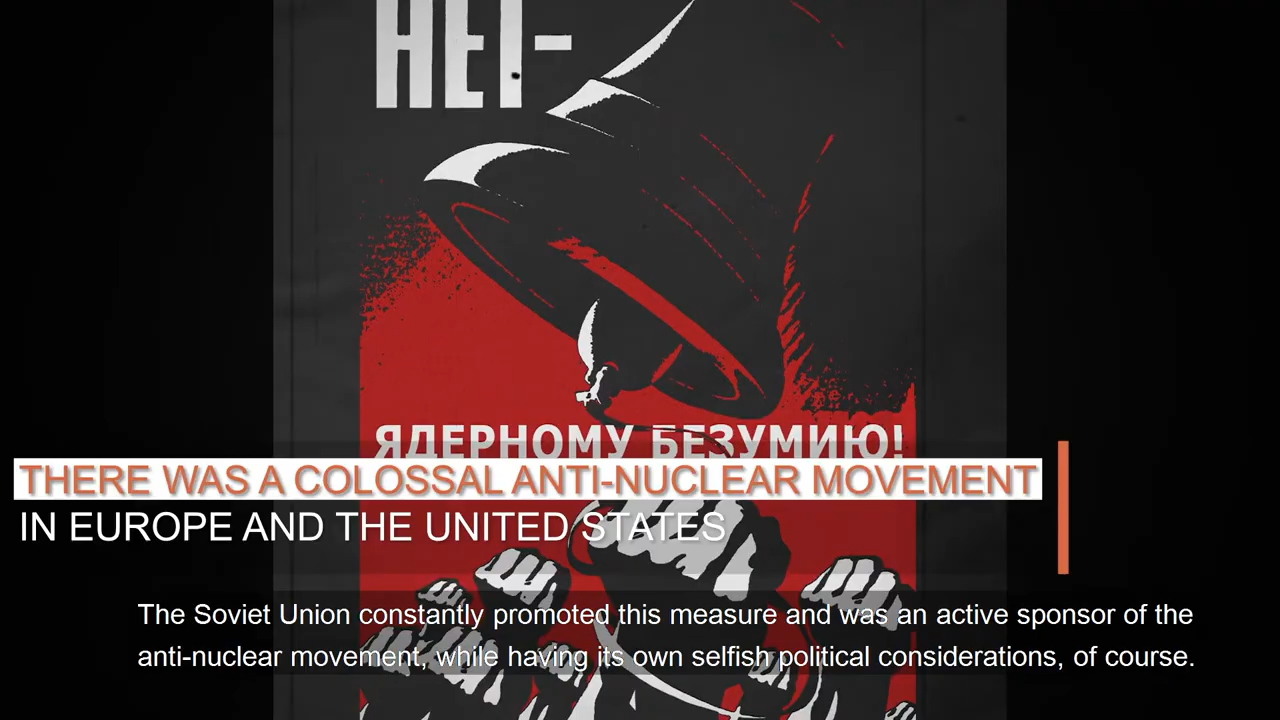 НЕТ-
ЯДЕРНОМУ БЕЗУМИЮ!
THERE WAS A COLOSSAL ANTI-NUCLEAR MOVEMENT
IN EUROPE AND THE UNITED STATES
The Soviet Union constantly promoted this measure and was an active sponsor of the
anti-nuclear movement, while having its own selfish political considerations, of course.